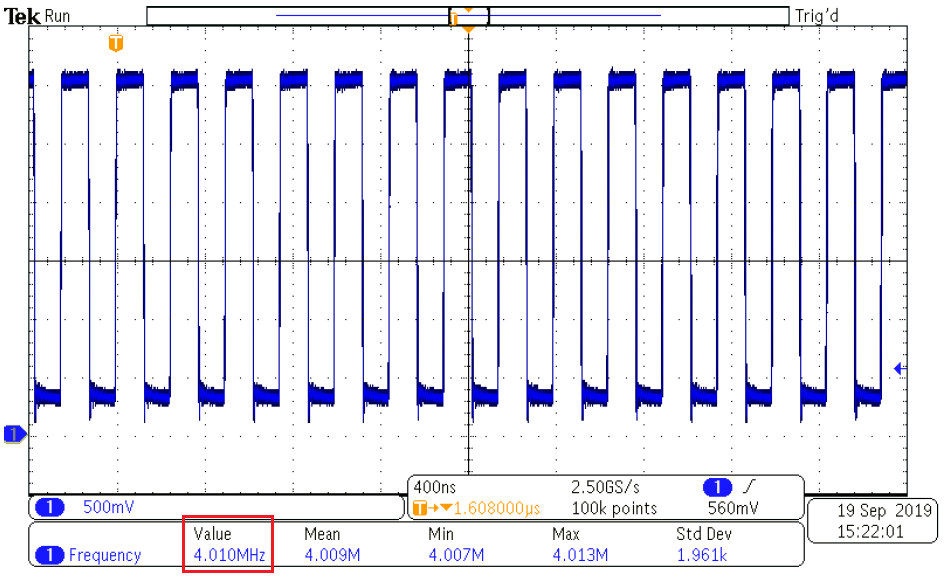 Tek Run Trig'd
T
T
1
400ns 2.50GS/s 1 560mV
1 500mV
T→▼1.608000µs 100k points
19 Sep 2019
15:22:01
Value Mean Min Max Std Dev
1 Frequency 4.010MHz 4.009M 4.007M 4.013M 1.961k